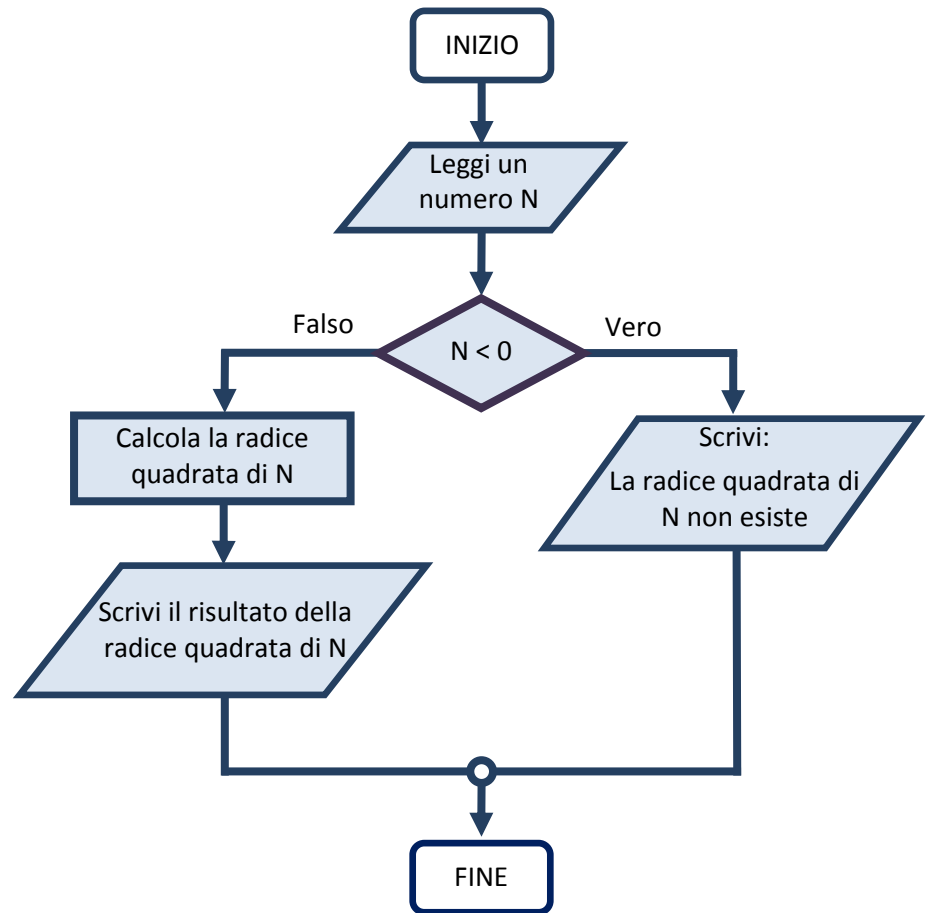 INIZIO
Leggi un
numero N
Falso
Vero
N < 0
Calcola la radice
quadrata di N
Scrivi:
La radice quadrata di
N non esiste
Scrivi il risultato della
radice quadrata di N
FINE